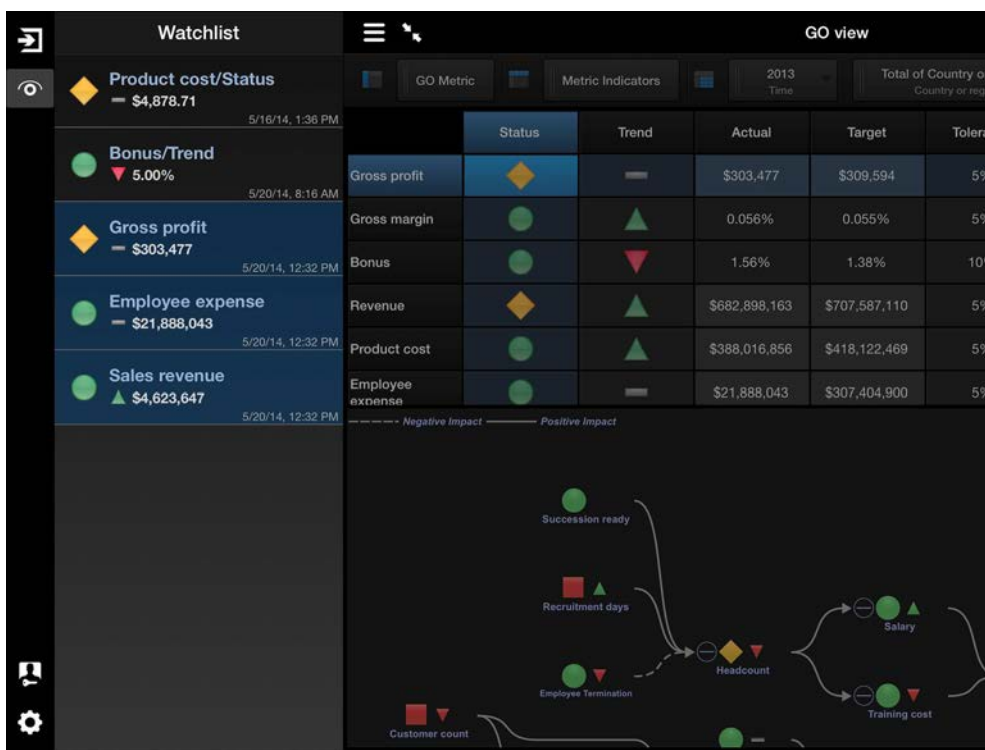 Watchlist
GO view
Product cost/Status
$4,878.71
5/16/14, 1:36 PM
Bonus/Trend
5.00%
5/20/14, 8:16 AM
Gross profit
$303,477
5/20/14, 12:32 PM
Employee expense
$21,888,043
5/20/14, 12:32 PM
Sales revenue
$4,623,647
5/20/14, 12:32 PM
GO Metric
Metric Indicators
2013
Time
Total of Country o
Country or reg
Status Trend Actual Target Tolera
Gross profit $303,477 $309,594 5%
Gross margin 0.056% 0.055% 5%
Bonus 1.56% 1.38% 10%
Revenue $682,898,163 $707,587,110 5%
Product cost $388,016,856 $418,122,469 5%
Employee
expense $21,888,043 $307,404,900 5%
Negative Impact Positive Impact
Succession ready
Recruitment days
Salary
Headcount
Employee Termination
Training cost
Customer count